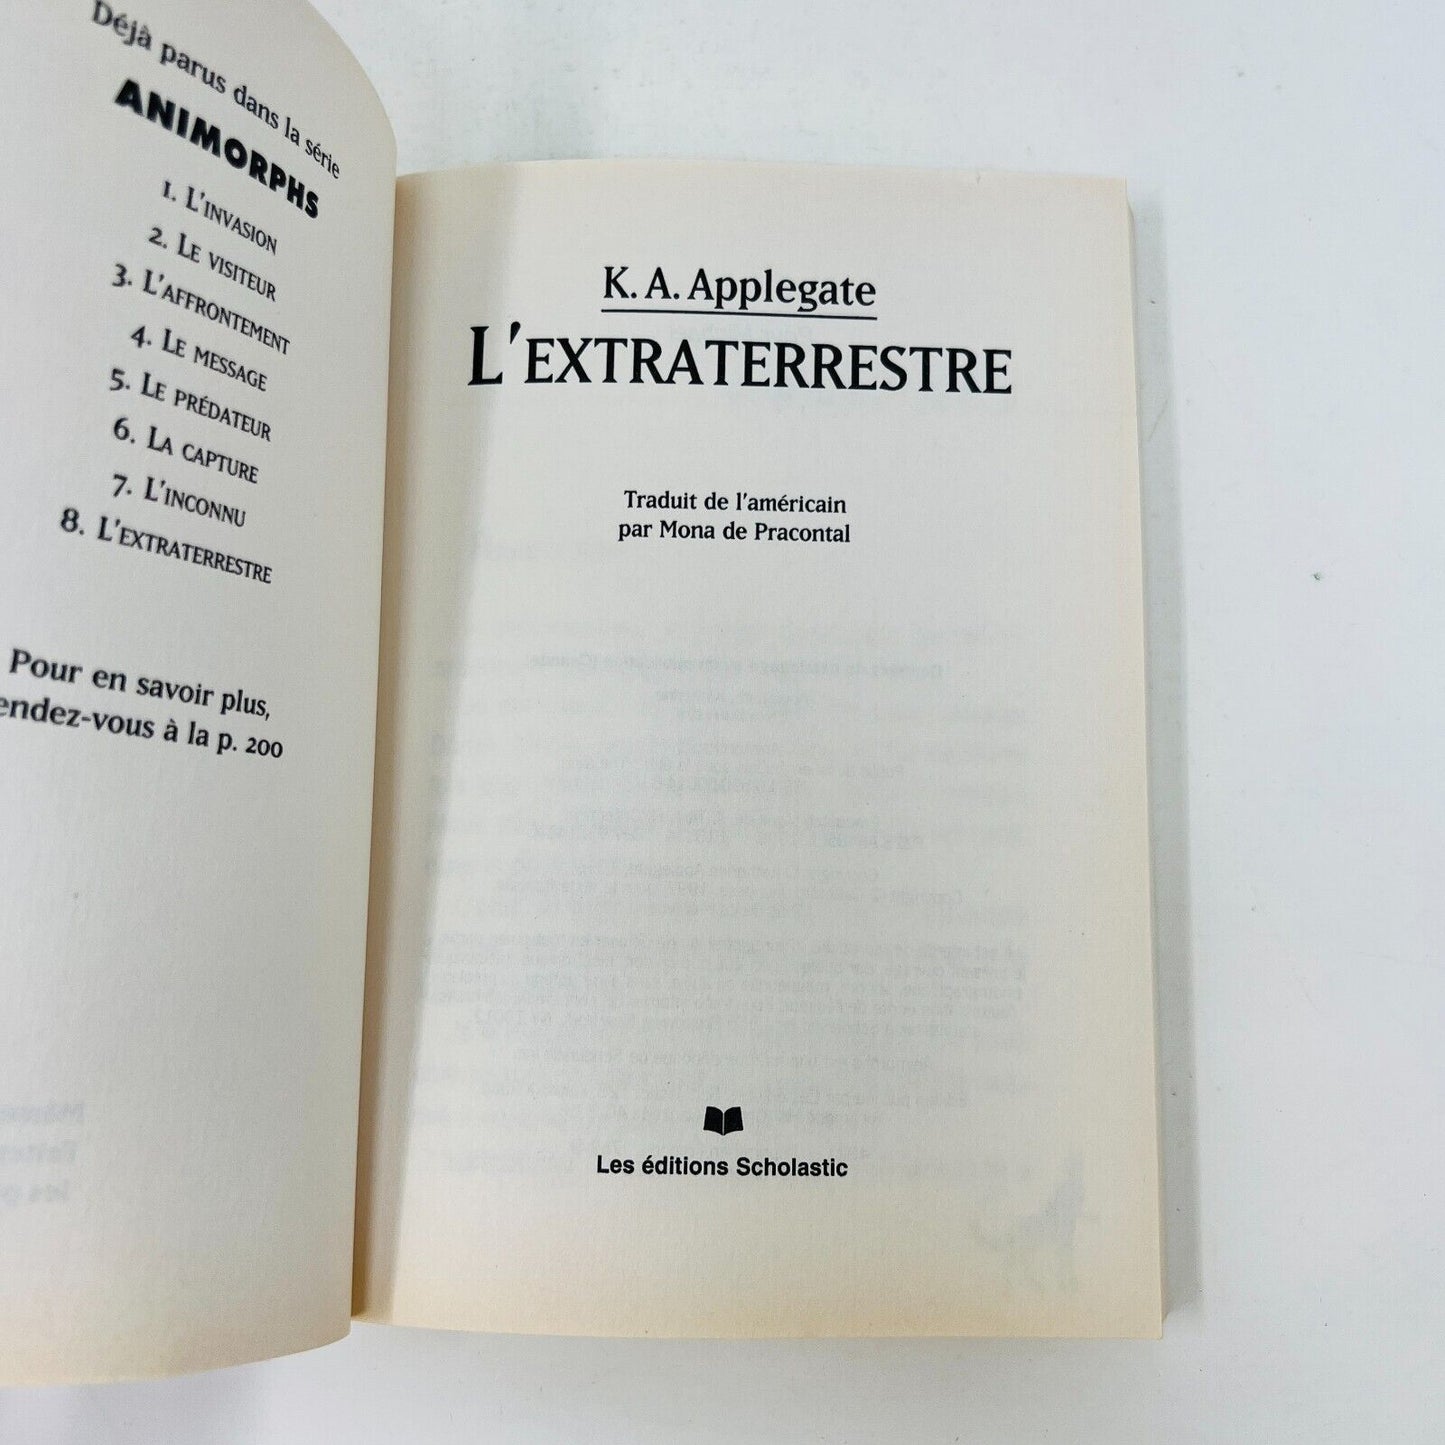 Déjà parus dans la série
ANIMORPHS
1. L'INVASION
2. LE VISITEUR
3. L'AFFRONTEMENT
4. LE MESSAGE
5. LE PRÉDATEUR
6. LA CAPTURE
7. L'INCONNU
8. L'EXTRATERRESTRE
Pour en savoir plus,
endez-vous à la p. 200
K. A. Applegate
L'EXTRATERRESTRE
Traduit de l'américain
par Mona de Pracontal
Les éditions Scholastic